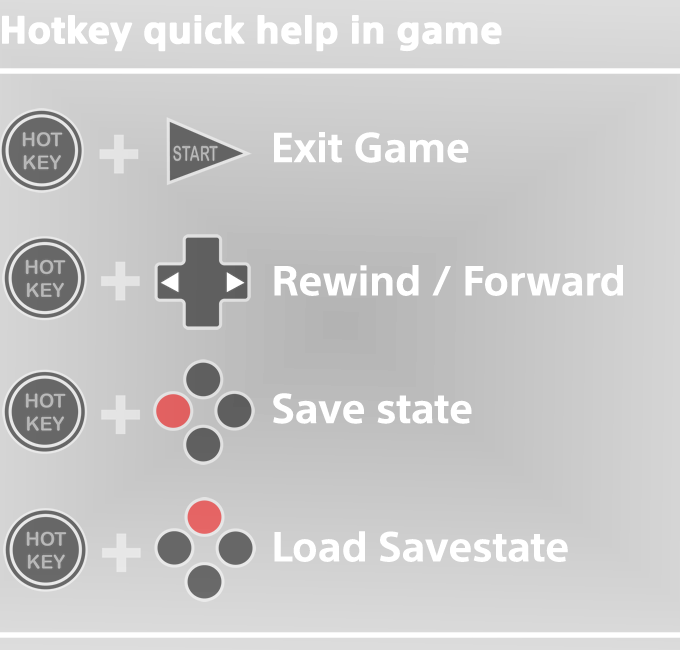 Hotkey quick help in game
HOT
KEY
START
Exit Game
HOT
KEY
Rewind / Forward
HOT
KEY
Save state
HOT
KEY
Load Savestate